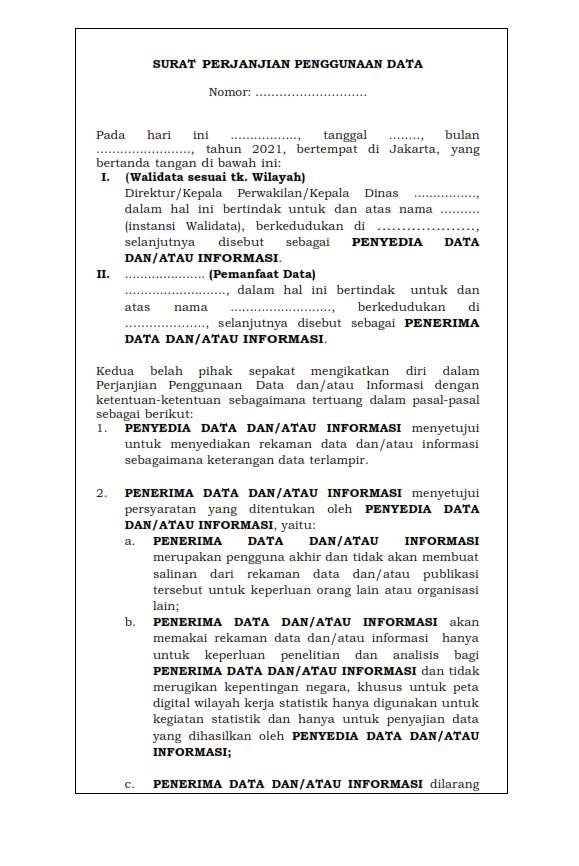 SURAT PERJANJIAN PENGGUNAAN DATA
Nomor: ............................
Pada hari ini ................., tanggal ........, bulan
........................, tahun 2021, bertempat di Jakarta, yang
bertanda tangan di bawah ini:
I. (Walidata sesuai tk. Wilayah)
Direktur/Kepala Perwakilan/Kepala Dinas ................,
dalam hal ini bertindak untuk dan atas nama ..........
(instansi Walidata), berkedudukan di ....................,
selanjutnya disebut sebagai PENYEDIA DATA
DAN/ATAU INFORMASI.
II. .................... (Pemanfaat Data)
........................., dalam hal ini bertindak untuk dan
atas nama ........................., berkedudukan di
...................., selanjutnya disebut sebagai PENERIMA
DATA DAN/ATAU INFORMASI.
Kedua belah pihak sepakat mengikatkan diri dalam
Perjanjian Penggunaan Data dan/atau Informasi dengan
ketentuan-ketentuan sebagaimana tertuang dalam pasal-pasal
sebagai berikut:
1. PENYEDIA DATA DAN/ATAU INFORMASI menyetujui
untuk menyediakan rekaman data dan/atau informasi
sebagaimana keterangan data terlampir.
2. PENERIMA DATA DAN/ATAU INFORMASI menyetujui
persyaratan yang ditentukan oleh PENYEDIA DATA
DAN/ATAU INFORMASI, yaitu:
a. PENERIMA DATA DAN/ATAU INFORMASI
merupakan pengguna akhir dan tidak akan membuat
salinan dari rekaman data dan/atau publikasi
tersebut untuk keperluan orang lain atau organisasi
lain;
b. PENERIMA DATA DAN/ATAU INFORMASI akan
memakai rekaman data dan/atau informasi hanya
untuk keperluan penelitian dan analisis bagi
PENERIMA DATA DAN/ATAU INFORMASI dan tidak
merugikan kepentingan negara, khusus untuk peta
digital wilayah kerja statistik hanya digunakan untuk
kegiatan statistik dan hanya untuk penyajian data
yang dihasilkan oleh PENYEDIA DATA DAN/ATAU
INFORMASI;
c. PENERIMA DATA DAN/ATAU INFORMASI dilarang